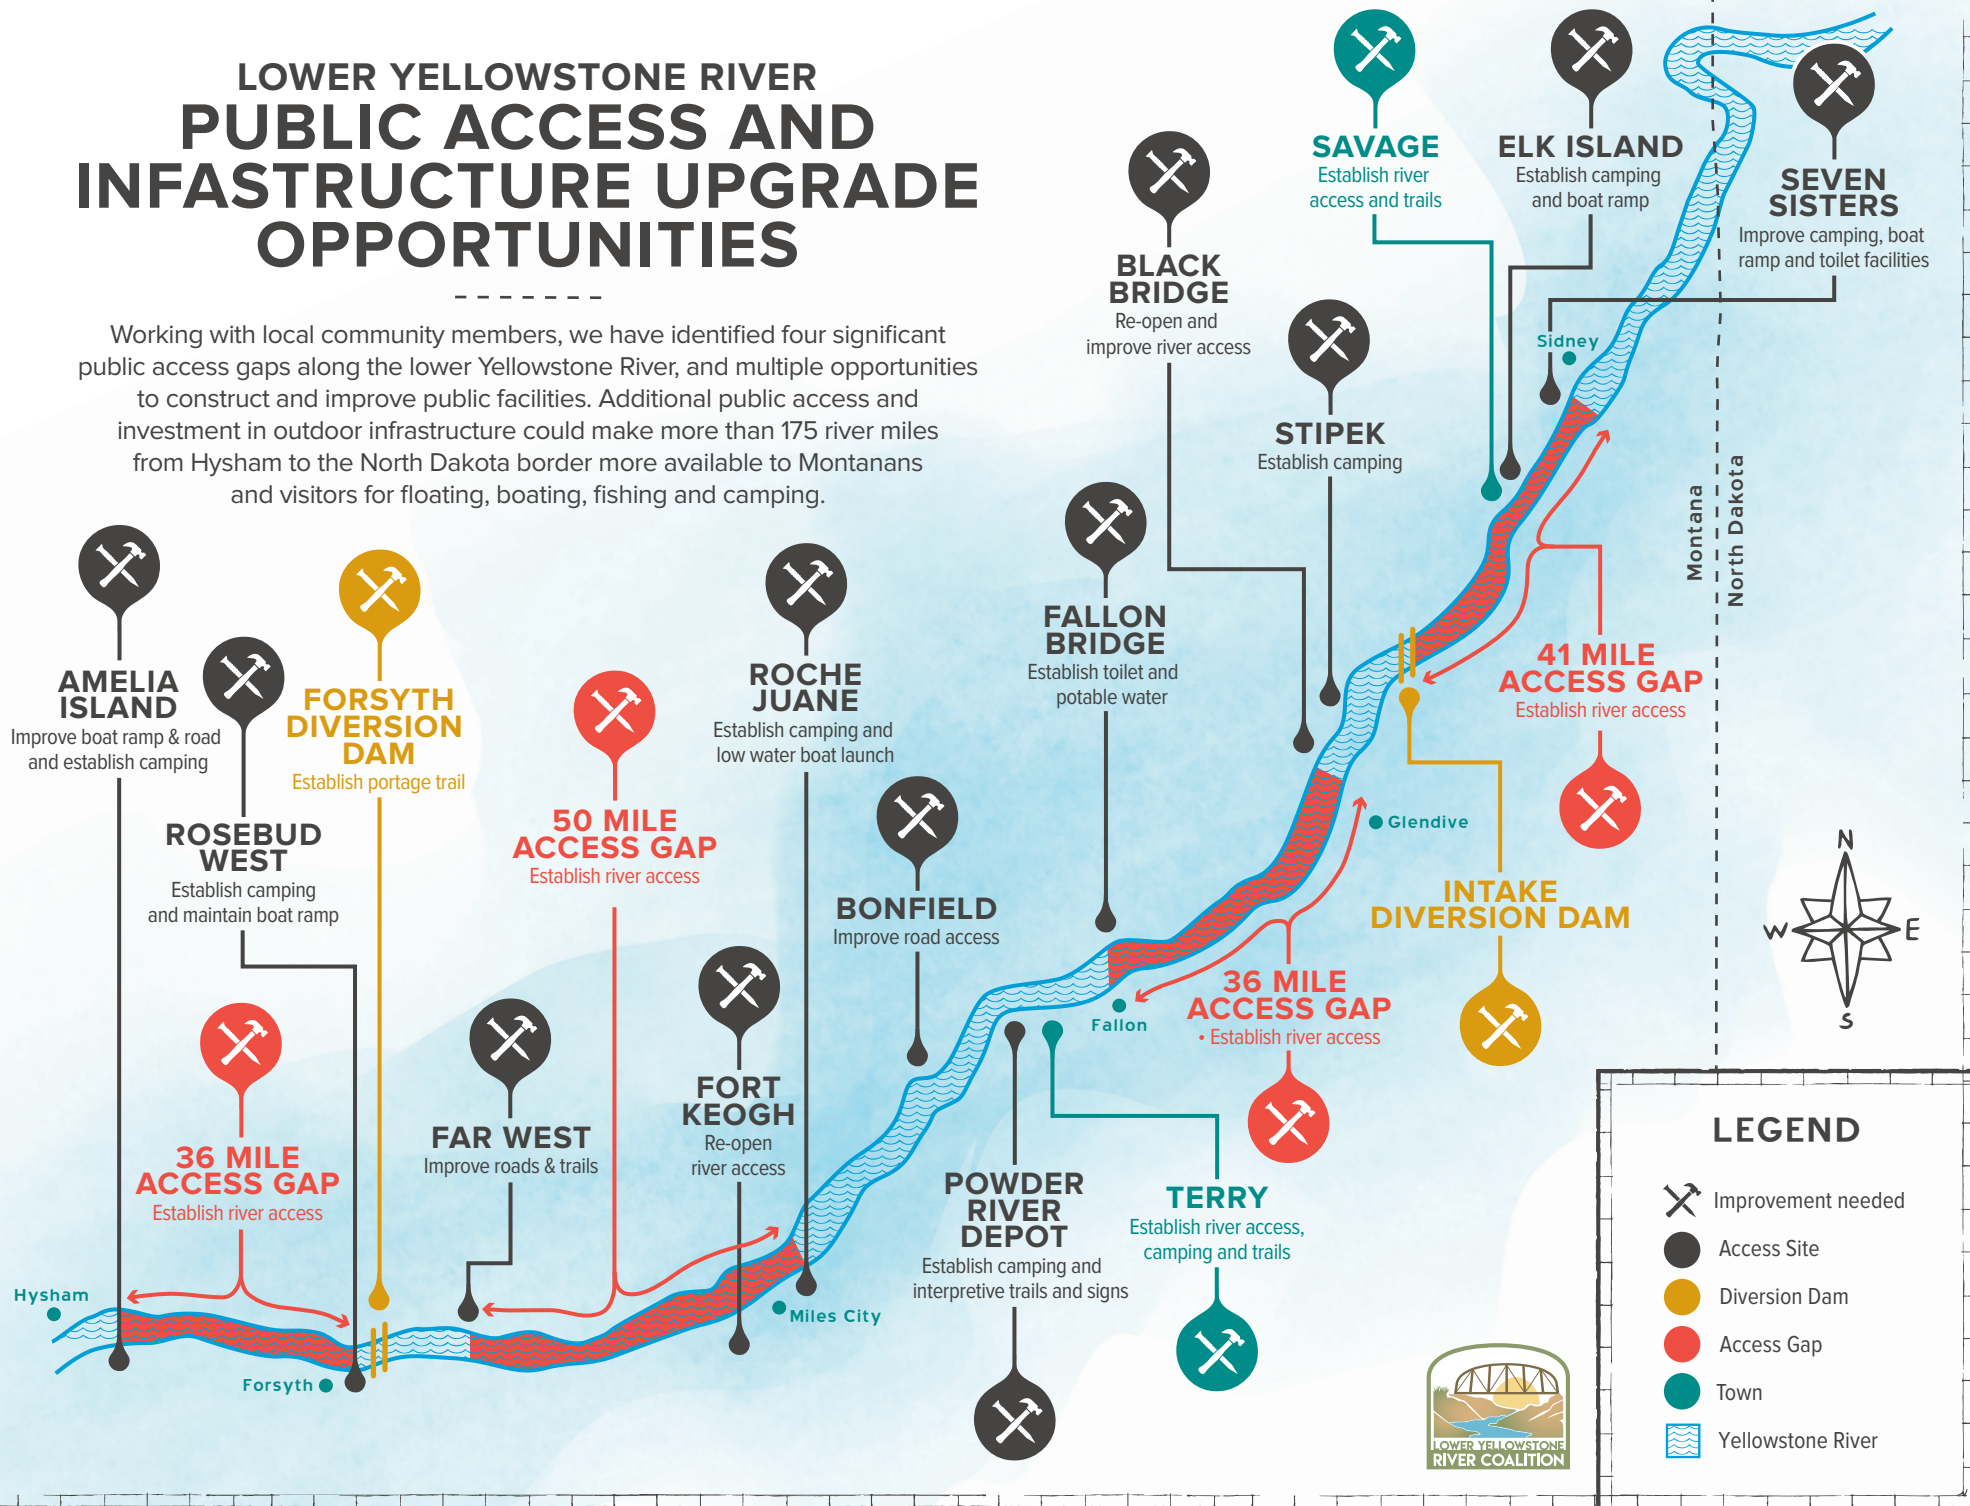 LOWER YELLOWSTONE RIVER
PUBLIC ACCESS AND
INFASTRUCTURE UPGRADE
OPPORTUNITIES
Working with local community members, we have identified four significant
public access gaps along the lower Yellowstone River, and multiple opportunities
to construct and improve public facilities. Additional public access and
investment in outdoor infrastructure could make more than 175 river miles
from Hysham to the North Dakota border more available to Montanans
and visitors for floating, boating, fishing and camping.
AMELIA
ISLAND
Improve boat ramp & road
and establish camping
ROSEBUD
WEST
Establish camping
and maintain boat ramp
FORSYTH
DIVERSION
DAM
Establish portage trail
36 MILE
ACCESS GAP
Establish river access
Hysham
Forsyth
FAR WEST
Improve roads & trails
50 MILE
ACCESS GAP
Establish river access
FORT
KEOGH
Re-open
river access
ROCHE
JUANE
Establish camping and
low water boat launch
Miles City
BONFIELD
Improve road access
POWDER
RIVER
DEPOT
Establish camping and
interpretive trails and signs
TERRY
Establish river access,
camping and trails
FALLON
BRIDGE
Establish toilet and
potable water
Fallon
36 MILE
ACCESS GAP
• Establish river access
BLACK
BRIDGE
Re-open and
improve river access
STIPEK
Establish camping
Glendive
INTAKE
DIVERSION DAM
41 MILE
ACCESS GAP
Establish river access
SAVAGE
Establish river
access and trails
ELK ISLAND
Establish camping
and boat ramp
SEVEN
SISTERS
Improve camping, boat
ramp and toilet facilities
Sidney
Montana
North Dakota
N
W
E
S
LEGEND
Improvement needed
Access Site
Diversion Dam
Access Gap
Town
Yellowstone River
LOWER YELLOWSTONE
RIVER COALITION